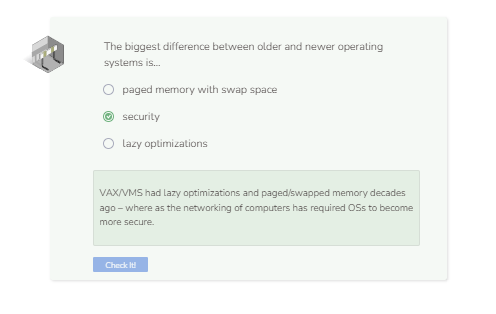 The biggest difference between older and newer operating
systems is...
paged memory with swap space
security
lazy optimizations
VAX/VMS had lazy optimizations and paged/swapped memory decades
ago – where as the networking of computers has required OSs to become
more secure.
Check It!